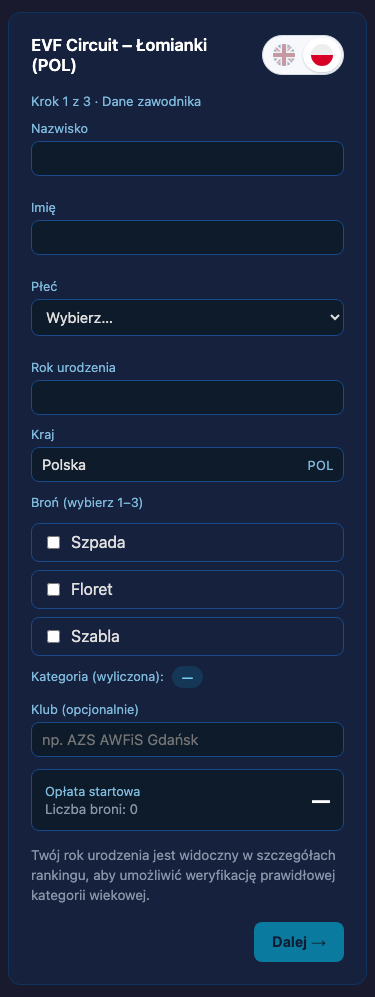 EVF Circuit – Łomianki
(POL)
Krok 1 z 3 · Dane zawodnika
Nazwisko
Imię
Płeć
Wybierz...
Rok urodzenia
Kraj
Polska POL
Broń (wybierz 1–3)
Szpada
Floret
Szabla
Kategoria (wyliczona): —
Klub (opcjonalnie)
np. AZS AWFiS Gdańsk
Opłata startowa
Liczba broni: 0
—
Twój rok urodzenia jest widoczny w szczegółach
rankingu, aby umożliwić weryfikację prawidłowej
kategorii wiekowej.
Dalej →